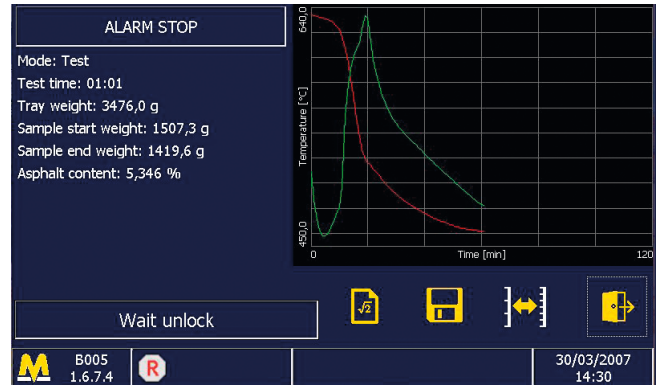 ALARM STOP
Mode: Test
Test time: 01:01
Tray weight: 3476,0 g
Sample start weight: 1507,3 g
Sample end weight: 1419,6 g
Asphalt content: 5,346 %
640,0
Temperature [°C]
450,0
0
Time [min]
120
√2
Wait unlock
B005
1.6.7.4
R
30/03/2007
14:30